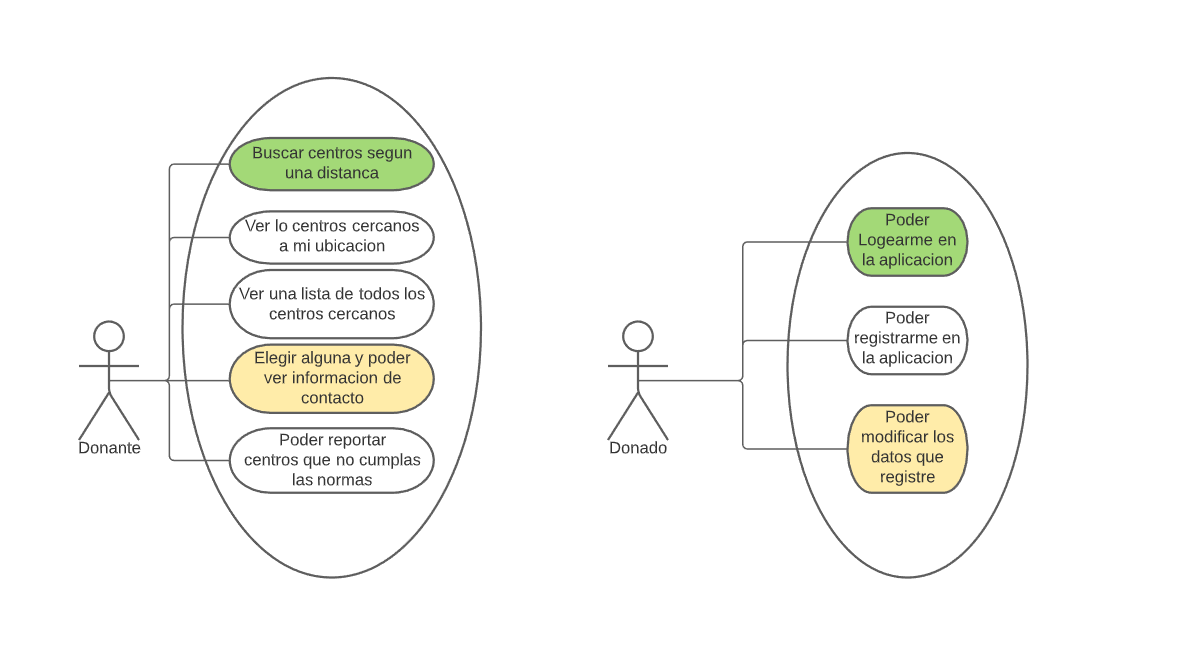 Buscar centros segun
una distanca
Ver lo centros cercanos
a mi ubicacion
Ver una lista de todos los
centros cercanos
Elegir alguna y poder
ver informacion de
contacto
Poder reportar
centros que no cumplas
las normas
Donante
Poder
Logearme en
la aplicacion
Poder
registrarme en
la aplicacion
Poder
modificar los
datos que
registre
Donado